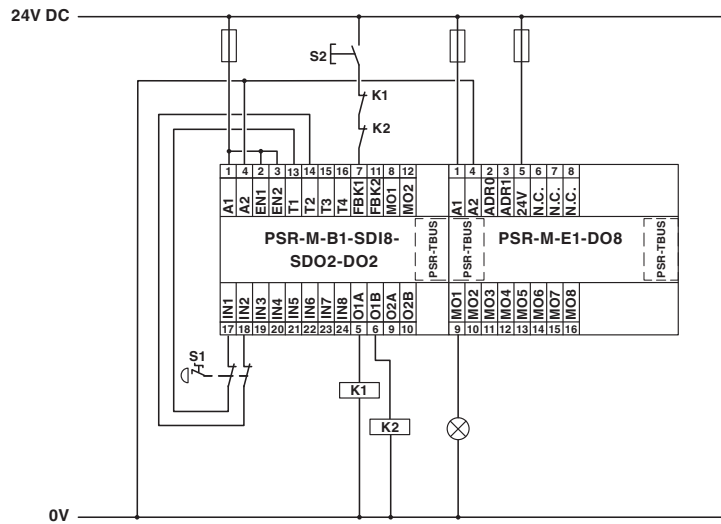 24V DC
S2
K1
K2
1 4 2 3 13 14 15 16 7 11 8 12
A1 A2 EN1 EN2 T1 T2 T3 T4 FBK1 FBK2 MO1 MO2
1 4 2 3 5 6 7 8
A1 A2 ADR0 ADR1 24V N.C. N.C. N.C.
PSR-M-B1-SDI8-
SDO2-DO2
PSR-TBUS
PSR-TBUS
PSR-M-E1-DO8
PSR-TBUS
IN1 IN2 IN3 IN4 IN5 IN6 IN7 IN8 O1A O1B O2A O2B
17 18 19 20 21 22 23 24 5 6 9 10
MO1 MO2 MO3 MO4 MO5 MO6 MO7 MO8
9 10 11 12 13 14 15 16
S1
K1
K2
0V